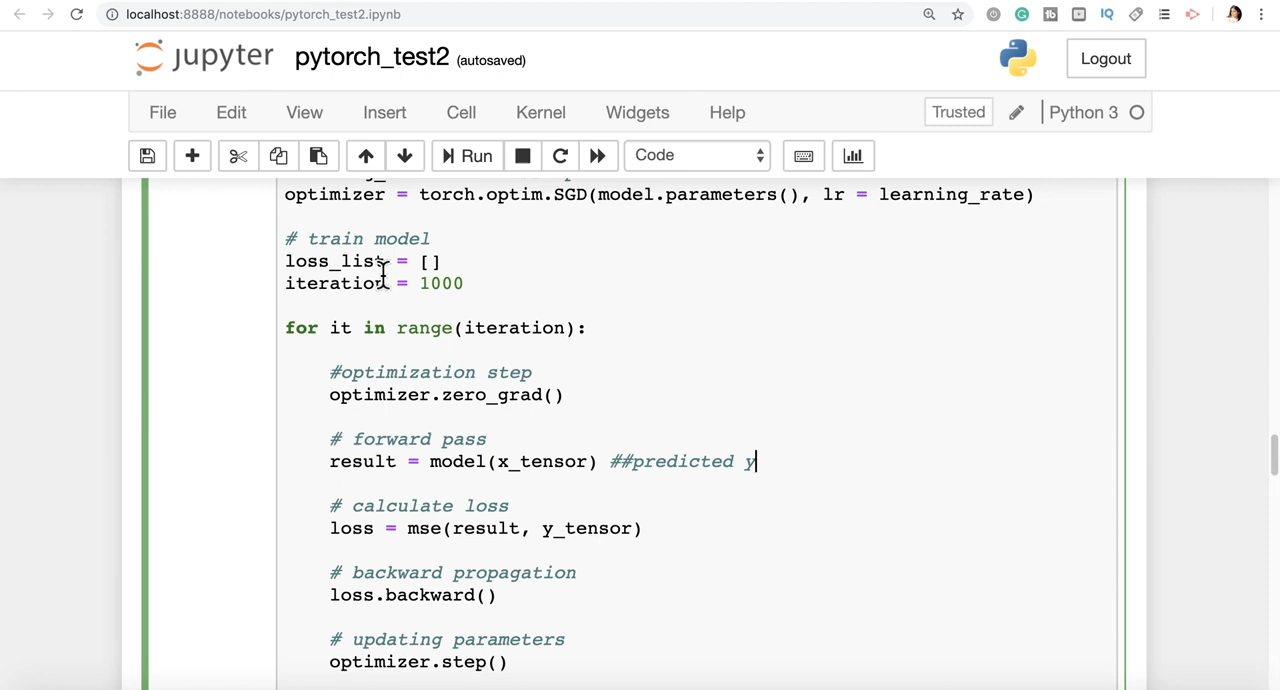 localhost:8888/notebooks/pytorch_test2.ipynb
jupyter pytorch_test2 (autosaved)
Logout
File Edit View Insert Cell Kernel Widgets Help
Trusted Python 3
Run Code
optimizer = torch.optim.SGD(model.parameters(), lr = learning_rate)
# train model
loss_list = []
iteration = 1000
for it in range(iteration):
#optimization step
optimizer.zero_grad()
# forward pass
result = model(x_tensor) ##predicted y
# calculate loss
loss = mse(result, y_tensor)
# backward propagation
loss.backward()
# updating parameters
optimizer.step()